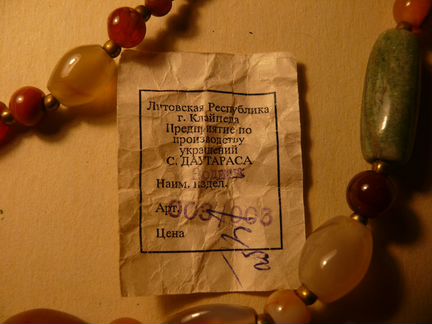 Литовская Республика
г. Клайпеда
Предприятие по
производству
украшений
С. ДАУТАРАСА
Наим. издел.
Арт.
Цена